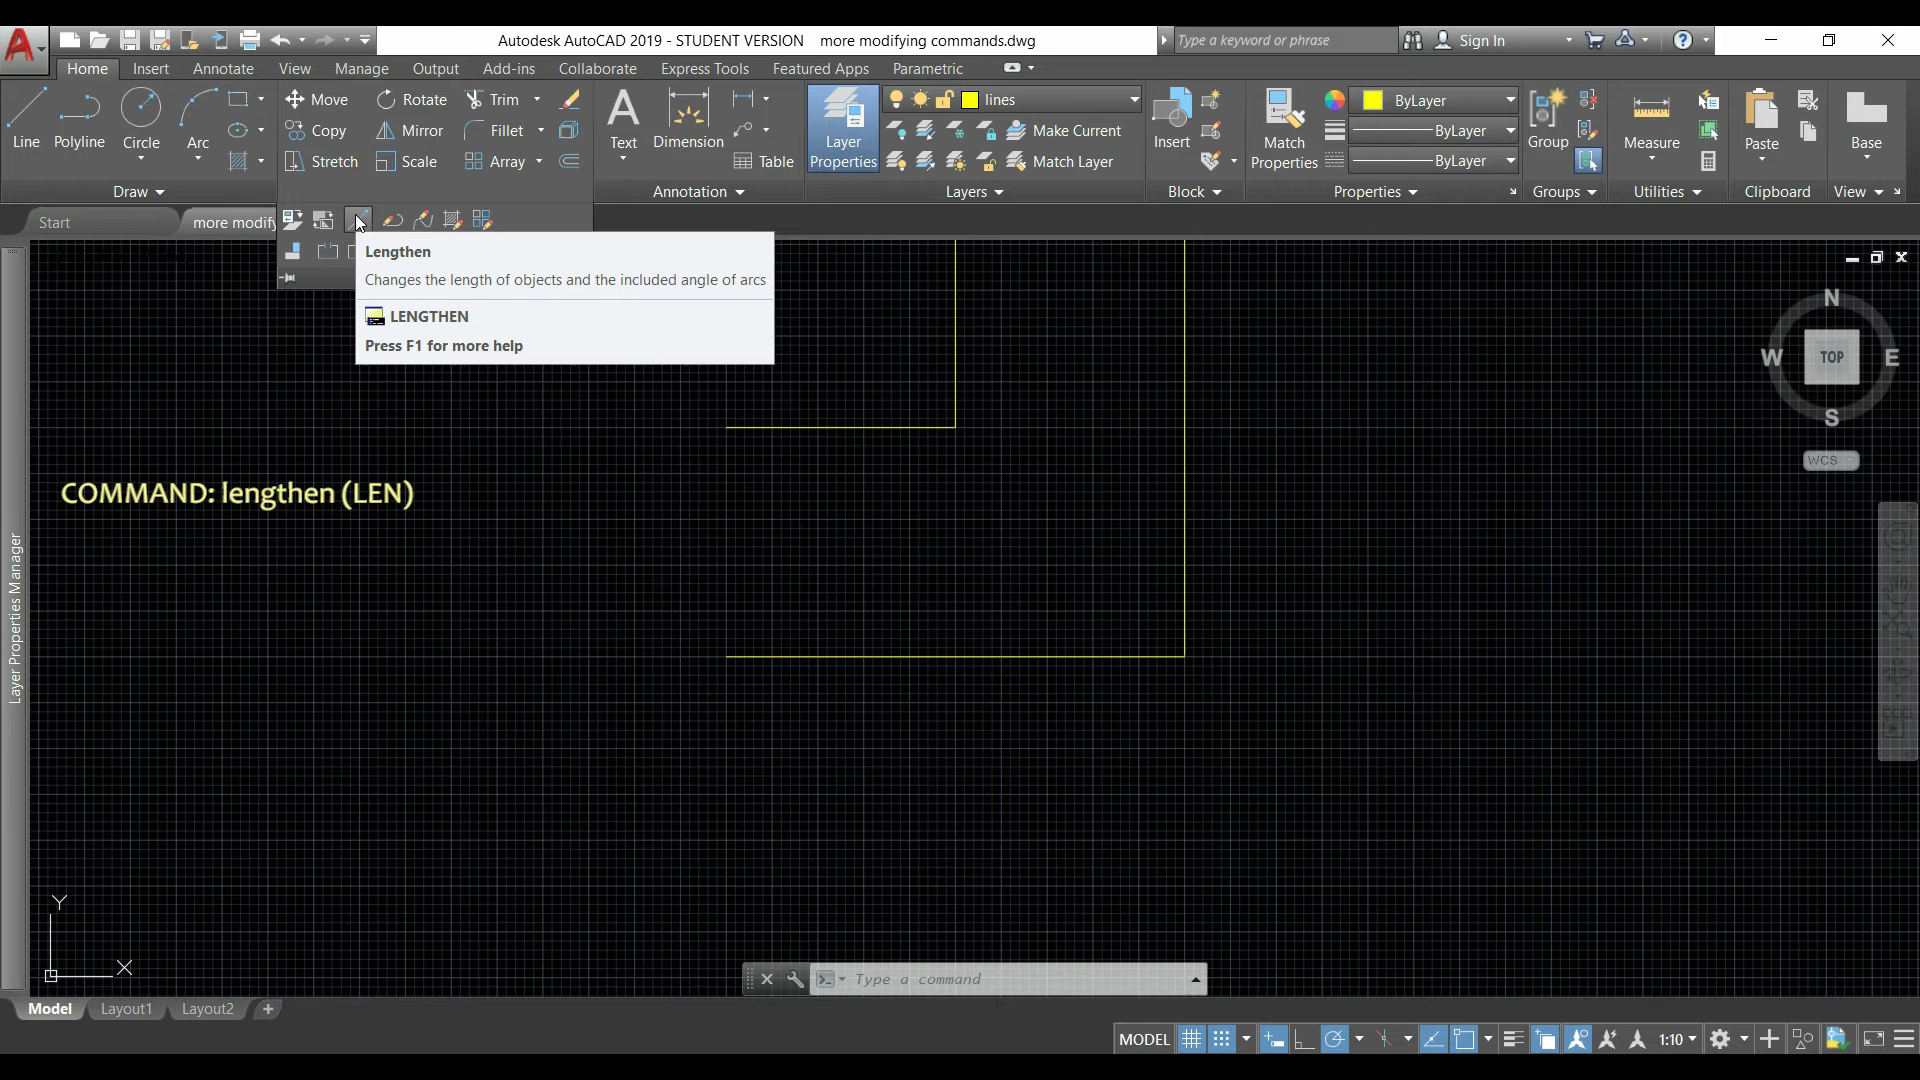 Autodesk AutoCAD 2019 - STUDENT VERSION more modifying commands.dwg
Type a keyword or phrase
Sign In
Home Insert Annotate View Manage Output Add-ins Collaborate Express Tools Featured Apps Parametric
Line Polyline Circle Arc
Move Rotate Trim
Copy Mirror Fillet
Stretch Scale Array
Text Dimension Table
Layer Properties
lines
Make Current
Match Layer
Insert
Match Properties
ByLayer
ByLayer
ByLayer
Group
Measure
Paste
Base
Draw Annotation Layers Block Properties Groups Utilities Clipboard View
Start
more modify
Lengthen
Changes the length of objects and the included angle of arcs
LENGTHEN
Press F1 for more help
N
W TOP E
S
WCS
COMMAND: lengthen (LEN)
Layer Properties Manager
Y
X
Type a command
Model Layout1 Layout2
MODEL
1:10